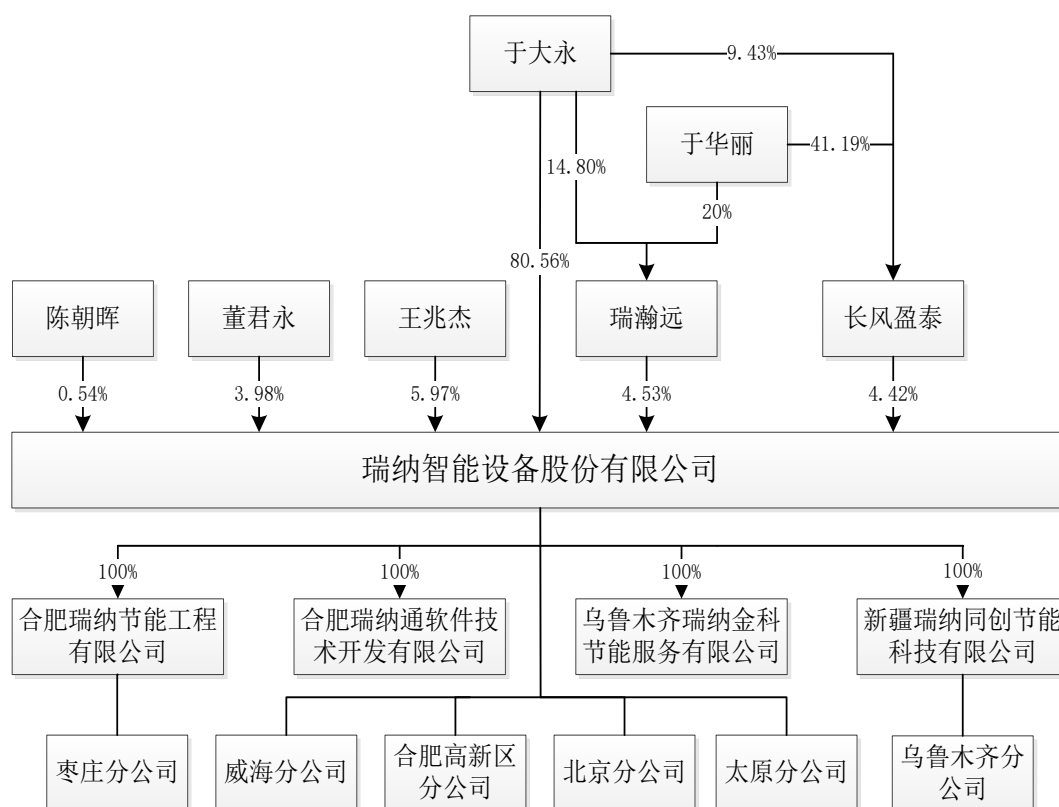 于大永
9.43%
于华丽
41.19%
14.80%
20%
80.56%
陈朝晖
董君永
王兆杰
瑞瀚远
长风盈泰
0.54%
3.98%
5.97%
4.53%
4.42%
瑞纳智能设备股份有限公司
100%
100%
100%
100%
合肥瑞纳节能工程
有限公司
合肥瑞纳通软件技
术开发有限公司
乌鲁木齐瑞纳金科
节能服务有限公司
新疆瑞纳同创节能
科技有限公司
枣庄分公司
威海分公司
合肥高新区
分公司
北京分公司
太原分公司
乌鲁木齐分
公司